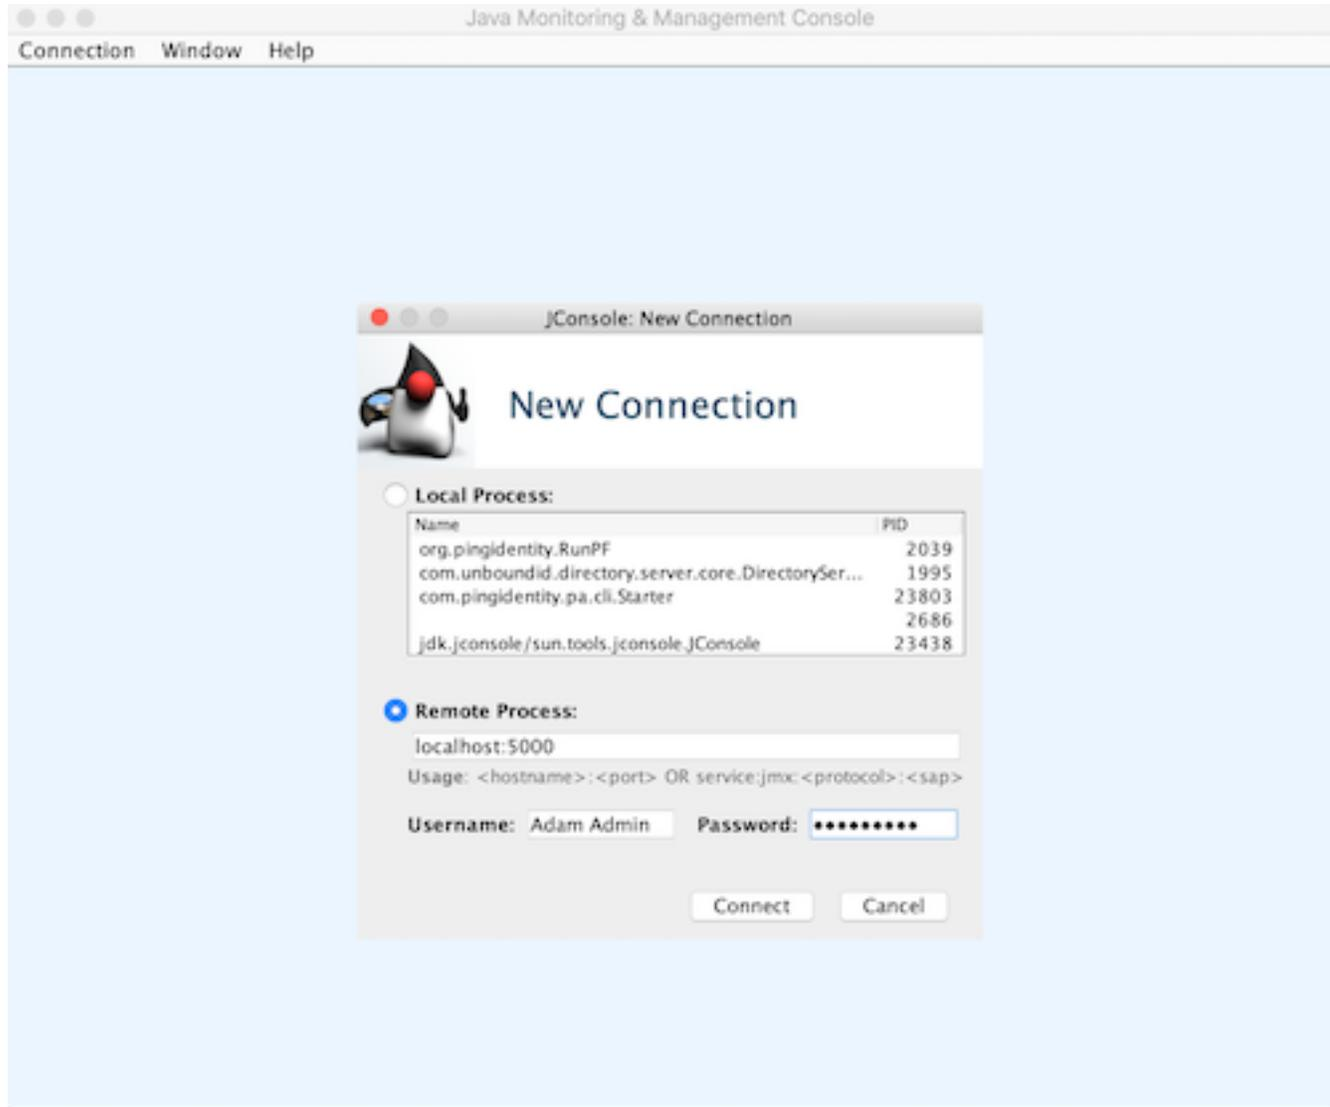 Java Monitoring & Management Console
Connection Window Help
JConsole: New Connection
New Connection
Local Process:
Name PID
org.pingidentity.RunPF 2039
com.unboundid.directory.server.core.DirectorySer... 1995
com.pingidentity.pa.cli.Starter 23803
2686
jdk.jconsole/sun.tools.jconsole.JConsole 23438
Remote Process:
localhost:5000
Usage: <hostname>:<port> OR service:jmx:<protocol>:<sap>
Username: Adam Admin Password: •••••••••
Connect Cancel